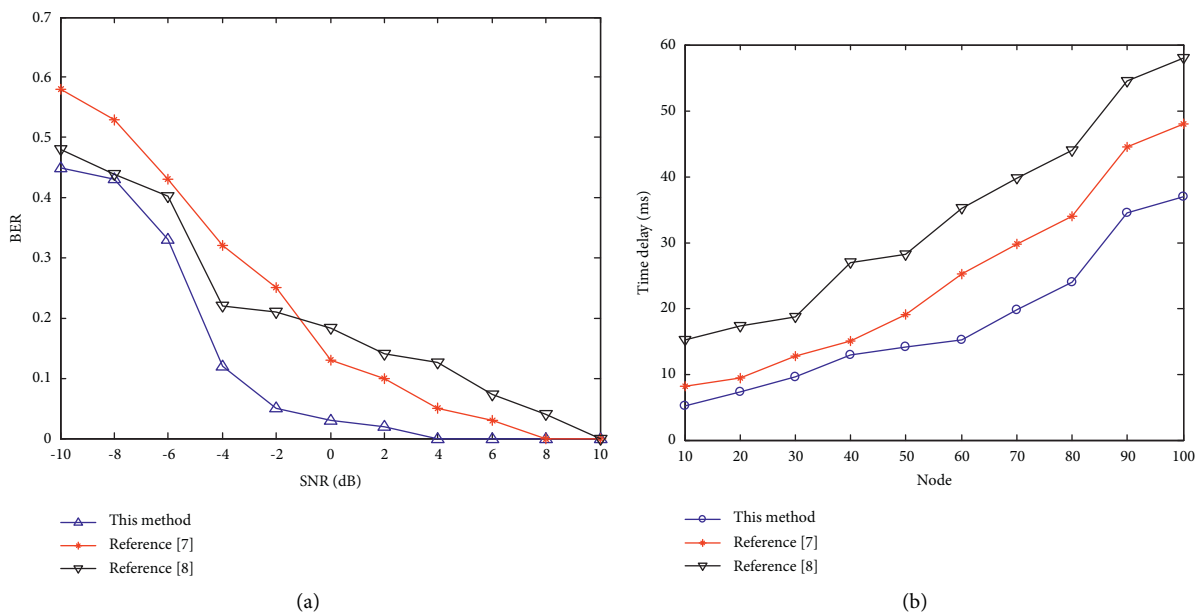 0.7
0.6
0.5
0.4
0.3
0.2
0.1
0
BER
-10 -8 -6 -4 -2 0 2 4 6 8 10
SNR (dB)
This method
Reference [7]
Reference [8]
(a)
60
50
40
30
20
10
0
Time delay (ms)
10 20 30 40 50 60 70 80 90 100
Node
This method
Reference [7]
Reference [8]
(b)